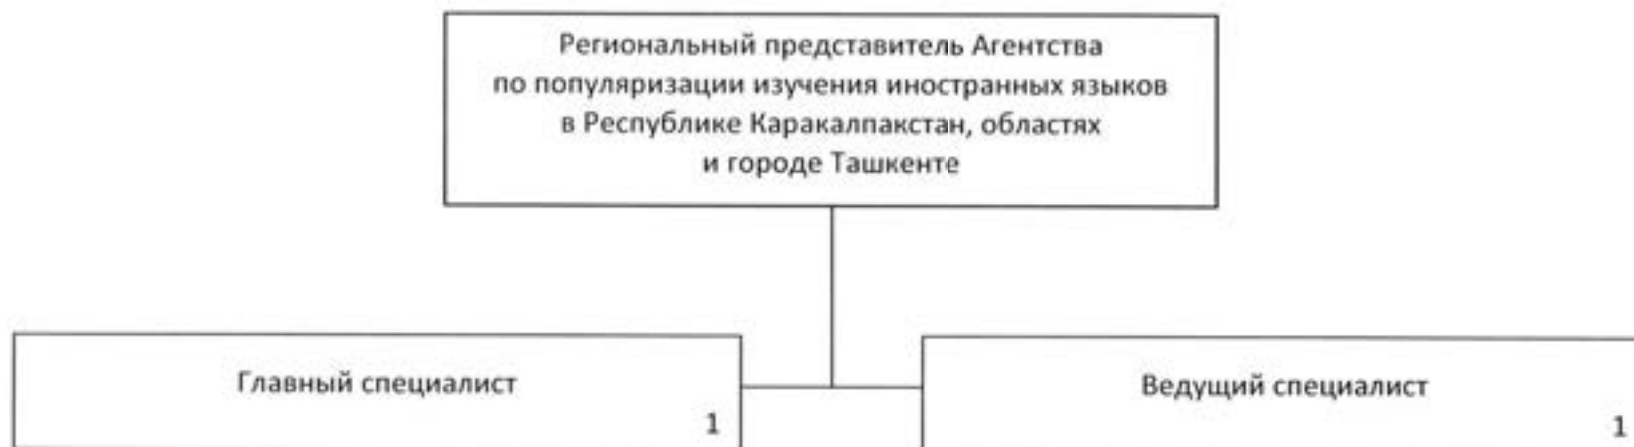 Региональный представитель Агентства
по популяризации изучения иностранных языков
в Республике Каракалпакстан, областях
и городе Ташкенте
Главный специалист
1
Ведущий специалист
1